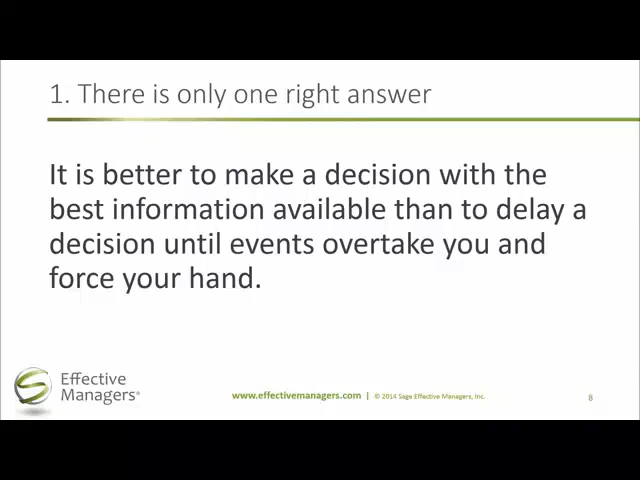 1. There is only one right answer
It is better to make a decision with the
best information available than to delay a
decision until events overtake you and
force your hand.
Effective
Managers®
www.effectivemanagers.com | © 2014 Sage Effective Managers, Inc.
8